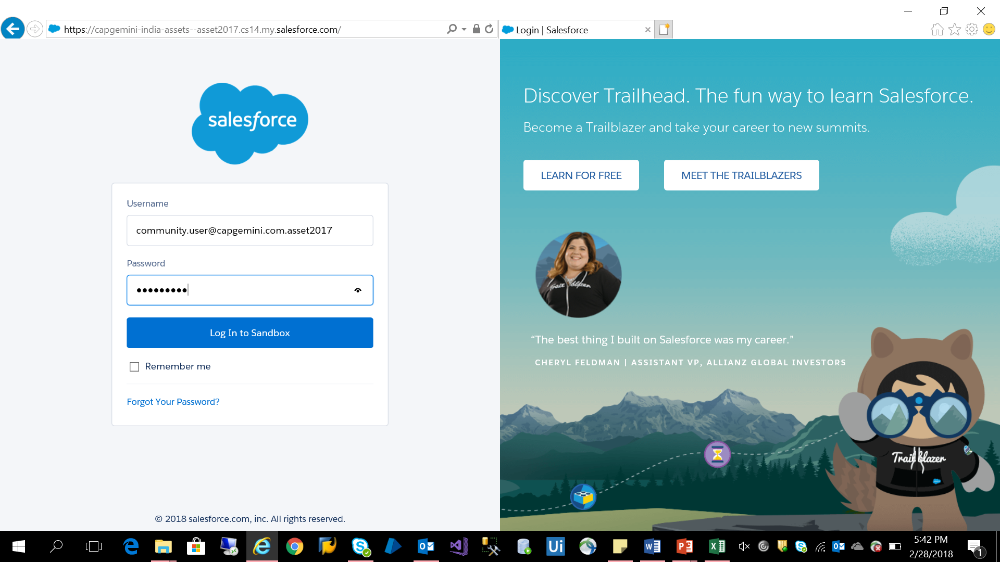 https://capgemini-india-assets--asset2017.cs14.my.salesforce.com/
Login | Salesforce
salesforce
Username
community.user@capgemini.com.asset2017
Password
Log In to Sandbox
Remember me
Forgot Your Password?
© 2018 salesforce.com, inc. All rights reserved.
Discover Trailhead. The fun way to learn Salesforce.
Become a Trailblazer and take your career to new summits.
LEARN FOR FREE
MEET THE TRAILBLAZERS
“The best thing I built on Salesforce was my career.”
CHERYL FELDMAN | ASSISTANT VP, ALLIANZ GLOBAL INVESTORS
Trailblazer
Ui
5:42 PM
2/28/2018
1